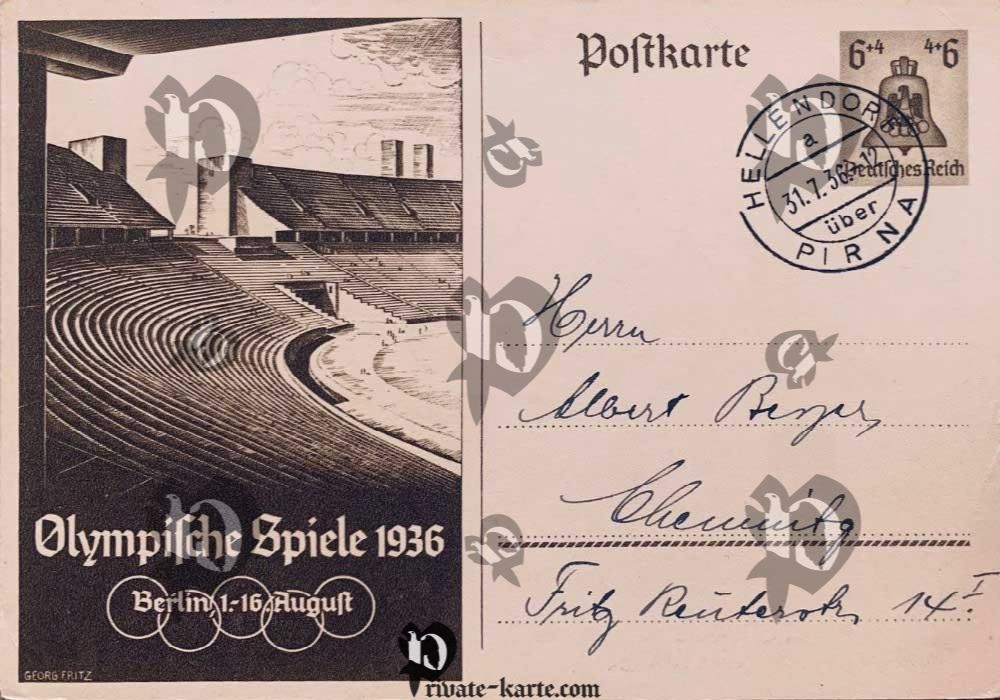 Postkarte
6+4 4+6
Deutsches Reich
HELLENDORF
a
31.7.36.-12
über
PIRNA
Herrn
Albert Berger,
Chemnitz
Fritz Reuterstr. 14.I
Olympische Spiele 1936
Berlin, 1.-16. August
GEORG FRITZ
Private-karte.com